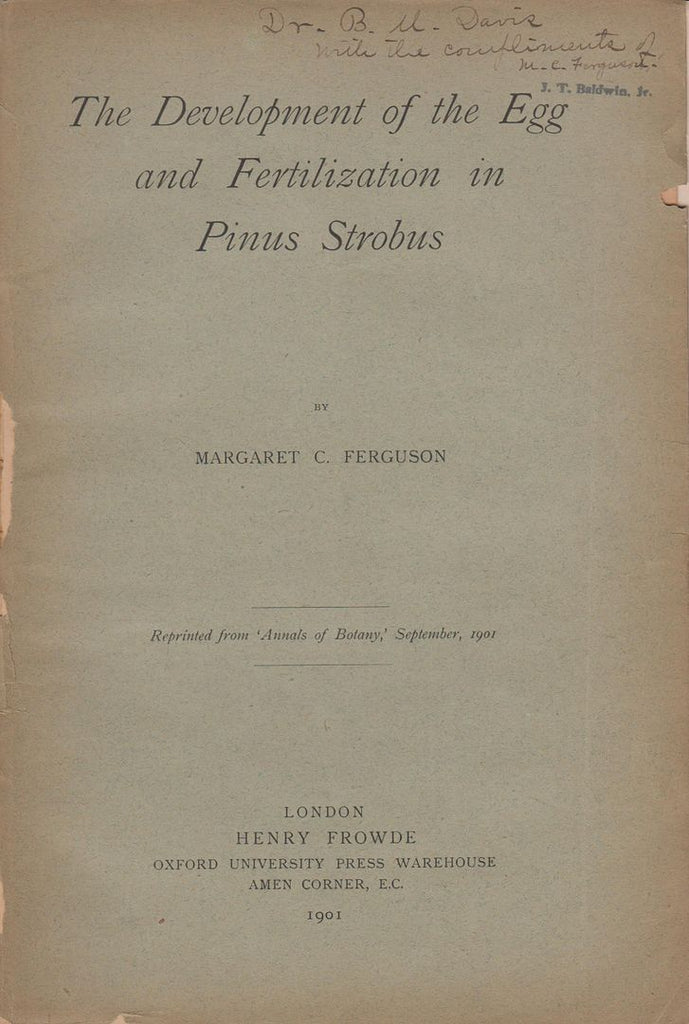 Dr. B. M. Davis
with the compliments of
M. C. Ferguson.
J. T. Baldwin, Jr.
The Development of the Egg
and Fertilization in
Pinus Strobus
BY
MARGARET C. FERGUSON
Reprinted from ‘Annals of Botany,’ September, 1901
LONDON
HENRY FROWDE
OXFORD UNIVERSITY PRESS WAREHOUSE
AMEN CORNER, E.C.
1901